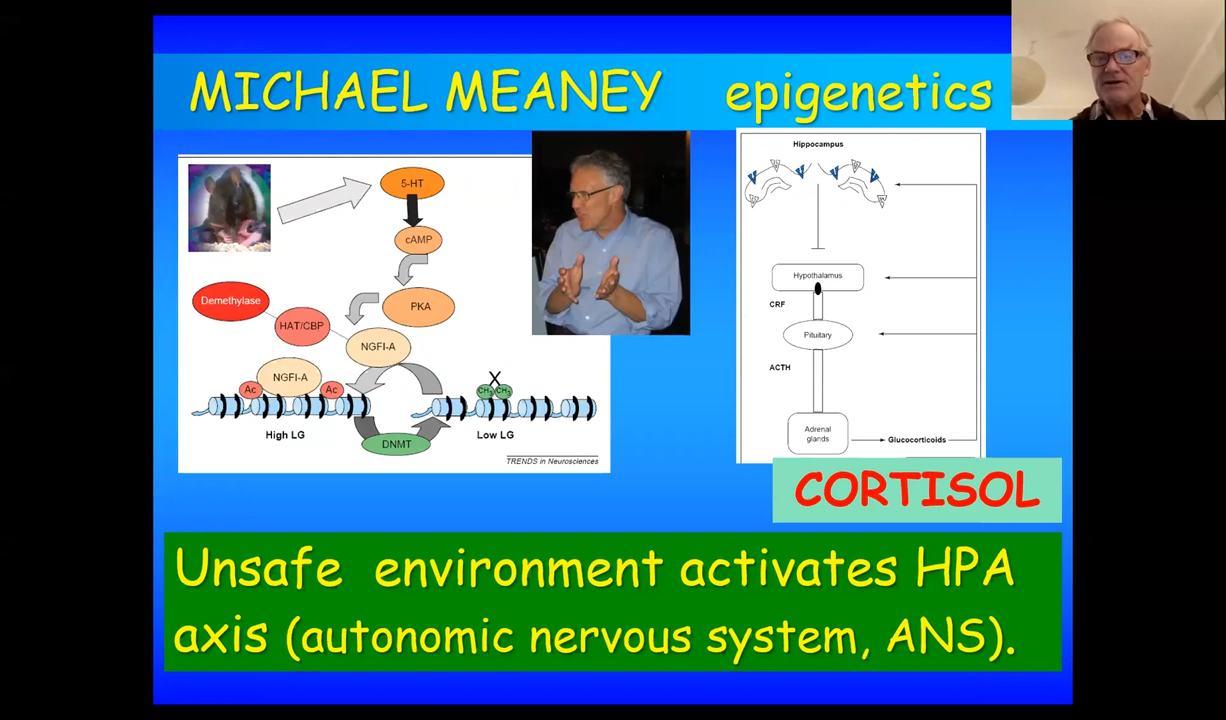 MICHAEL MEANEY epigenetics
5-HT
cAMP
PKA
Demethylase
HAT/CBP
NGFI-A
NGFI-A
Ac
Ac
High LG
DNMT
X
CH3 CH3
Low LG
TRENDS in Neurosciences
Hippocampus
Hypothalamus
CRF
Pituitary
ACTH
Adrenal
glands
Glucocorticoids
CORTISOL
Unsafe environment activates HPA
axis (autonomic nervous system, ANS).